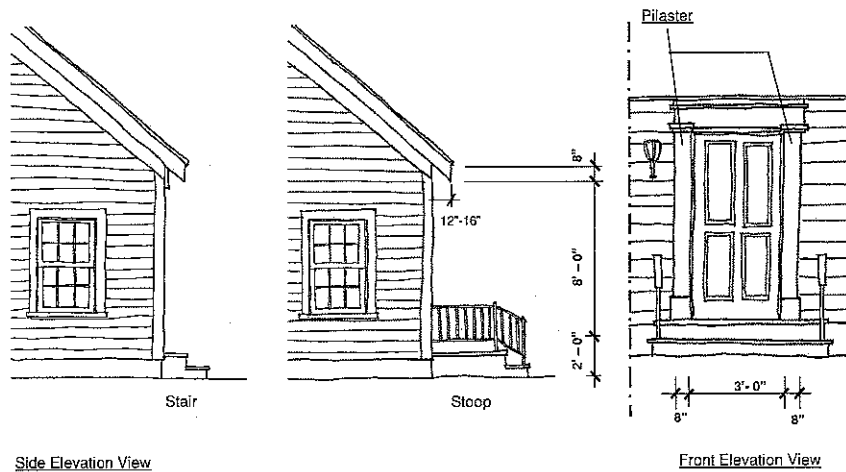 Pilaster
8"
12"-16"
8' - 0"
2' - 0"
3'- 0"
8"
8"
Stair
Stoop
Side Elevation View
Front Elevation View